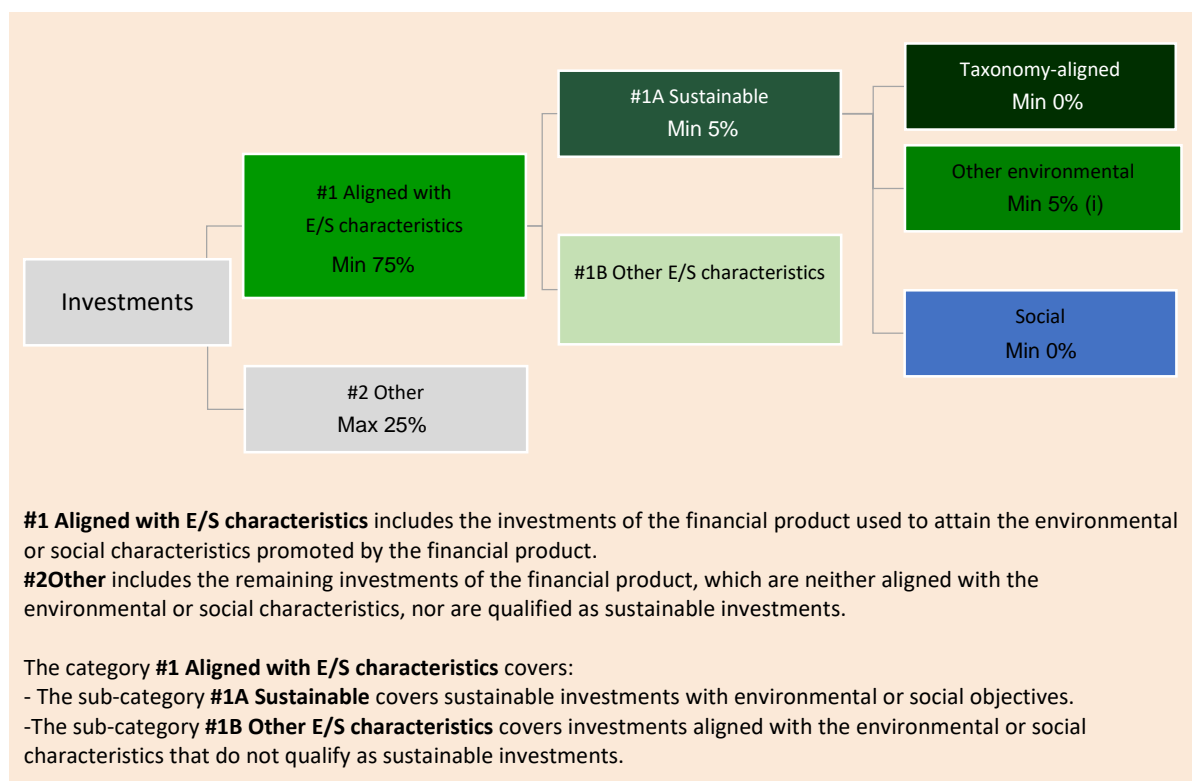 Investments
#1 Aligned with
E/S characteristics
Min 75%
#2 Other
Max 25%
#1A Sustainable
Min 5%
#1B Other E/S characteristics
Taxonomy-aligned
Min 0%
Other environmental
Min 5% (i)
Social
Min 0%
#1 Aligned with E/S characteristics includes the investments of the financial product used to attain the environmental
or social characteristics promoted by the financial product.
#2Other includes the remaining investments of the financial product, which are neither aligned with the
environmental or social characteristics, nor are qualified as sustainable investments.
The category #1 Aligned with E/S characteristics covers:
- The sub-category #1A Sustainable covers sustainable investments with environmental or social objectives.
-The sub-category #1B Other E/S characteristics covers investments aligned with the environmental or social
characteristics that do not qualify as sustainable investments.